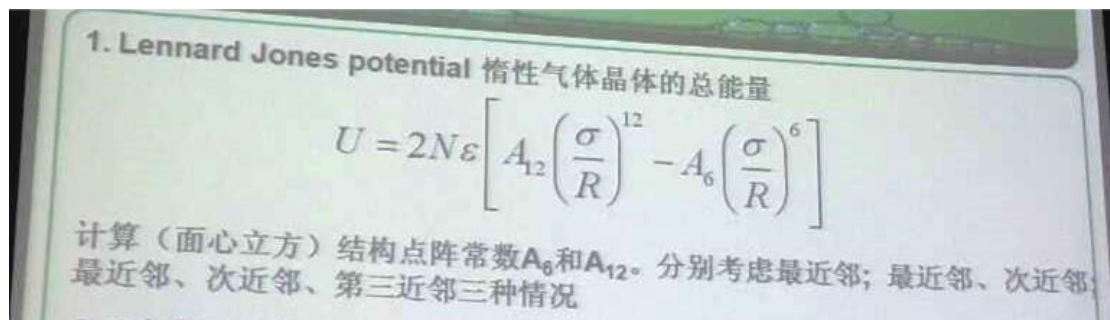 1. Lennard Jones potential 惰性气体晶体的总能量
U = 2Nε[A₁₂(σ/R)¹² − A₆(σ/R)⁶]
计算（面心立方）结构点阵常数A₆和A₁₂。分别考虑最近邻; 最近邻、次近邻;
最近邻、次近邻、第三近邻三种情况